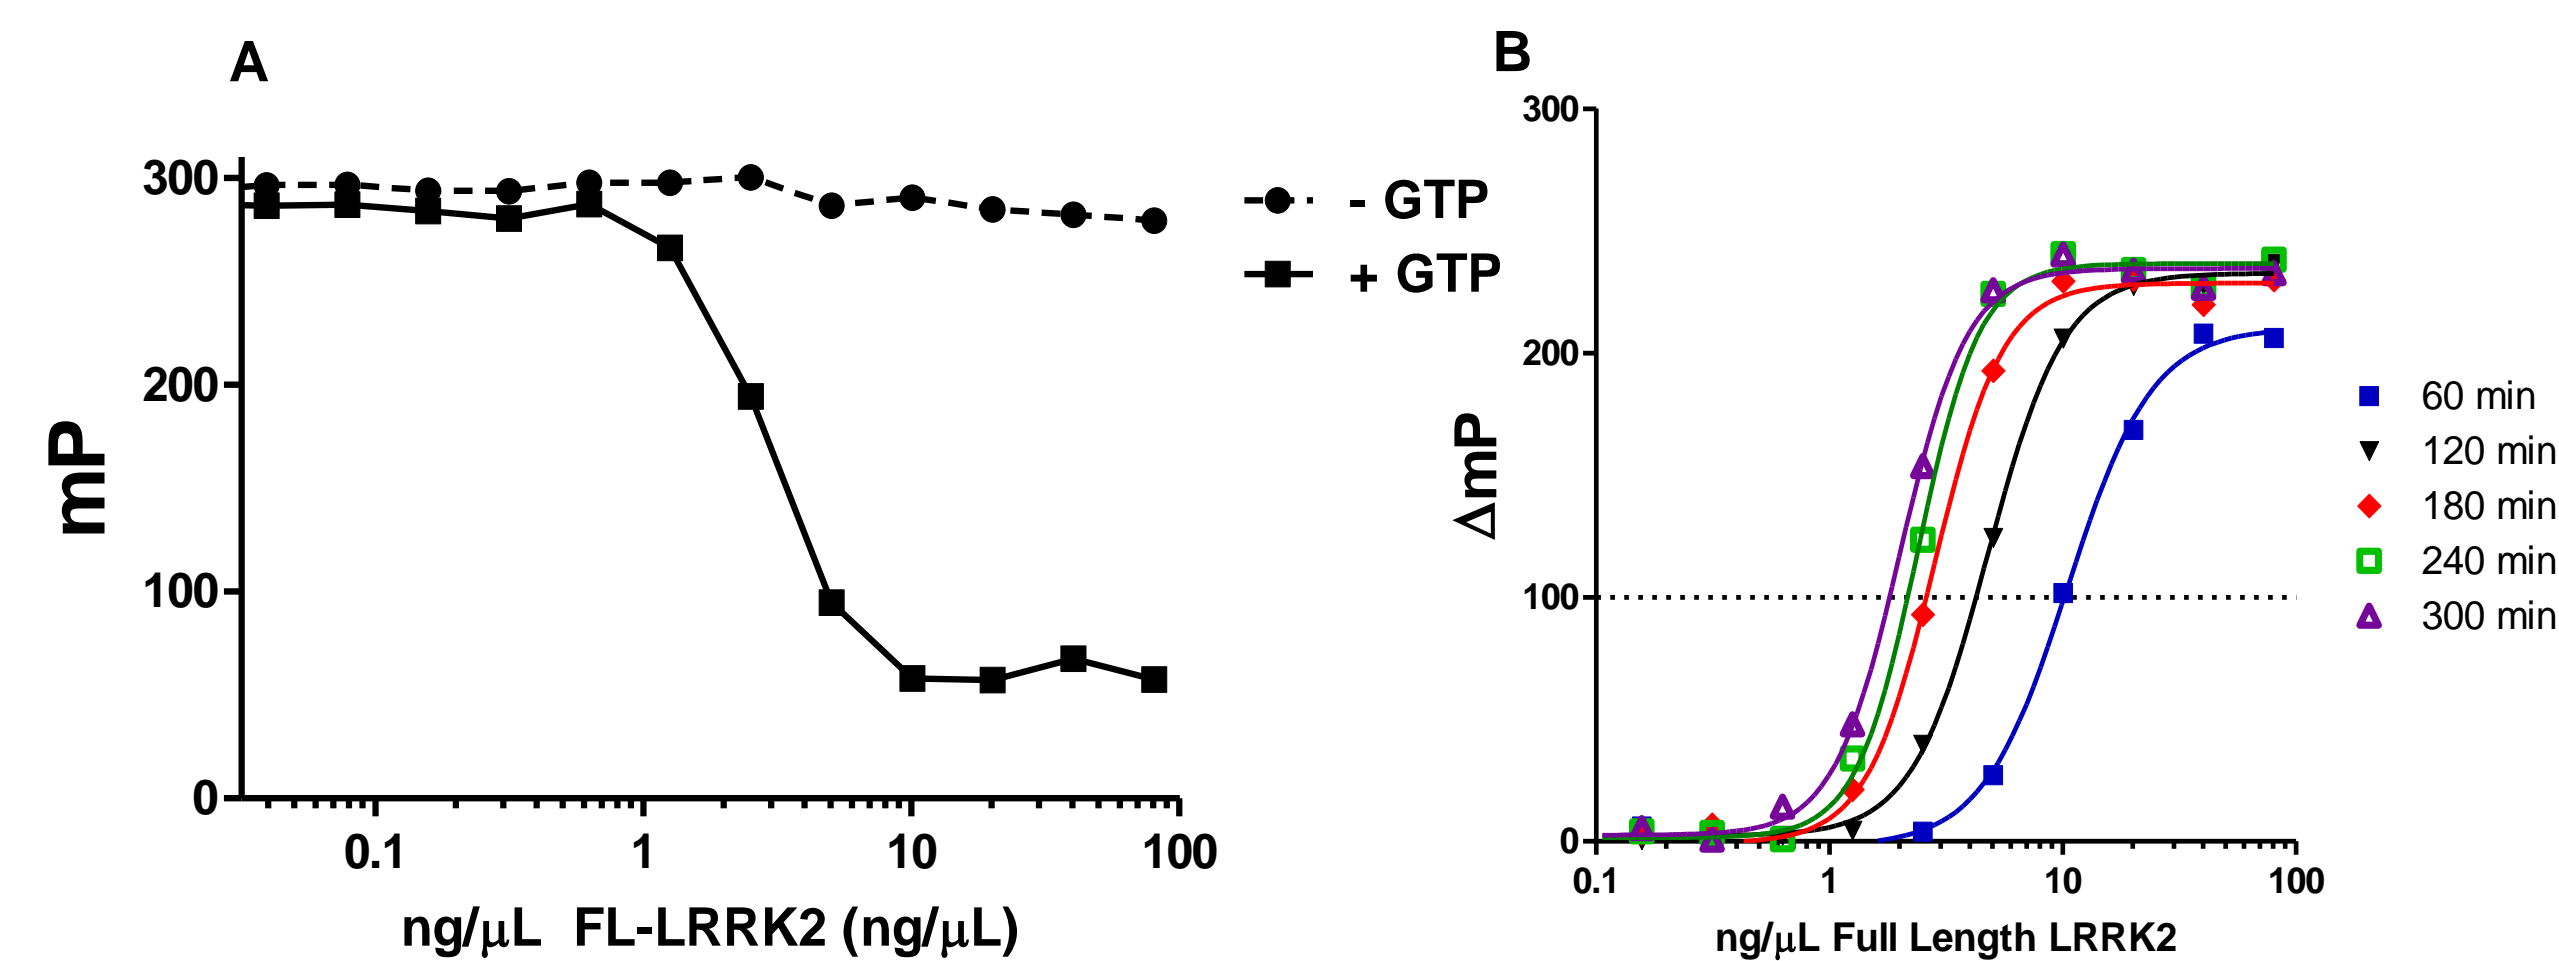 A
300
200
100
0
mP
0.1
1
10
100
ng/μL FL-LRRK2 (ng/μL)
- GTP
+ GTP
B
300
200
100
0
ΔmP
0.1
1
10
100
ng/μL Full Length LRRK2
60 min
120 min
180 min
240 min
300 min